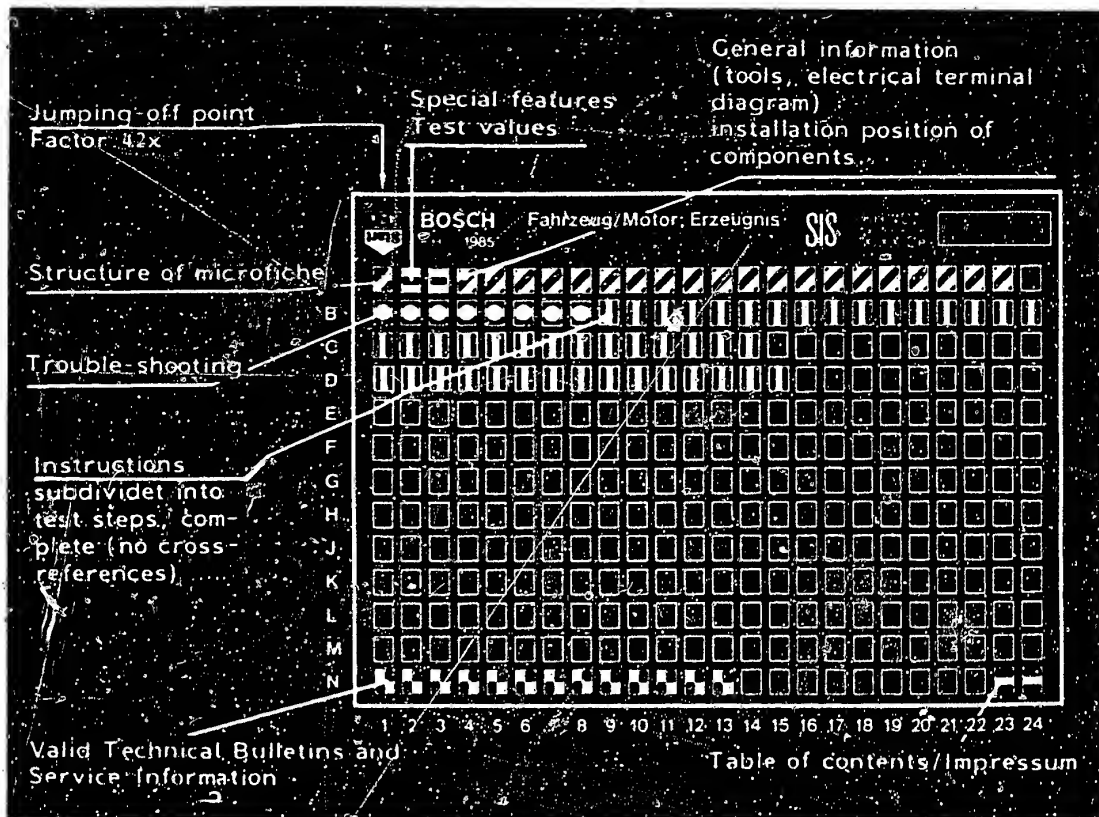 General information
(tools, electrical terminal
diagram)
installation position of
components
Jumping-off point
Factor 42x
Special features
Test values
BOSCH
1985
Fahrzeug/Motor; Erzeugnis
SIS
Structure of microfiche
B
Trouble-shooting
C
D
E
F
Instructions
subdividet into
test steps, com-
plete (no cross-
references)
G
H
J
K
L
M
N
1 2 3 4 5 6 7 8 9 10 11 12 13 14 15 16 17 18 19 20 21 22 23 24
Valid Technical Bulletins and
Service Information
Table of contents/Impressum